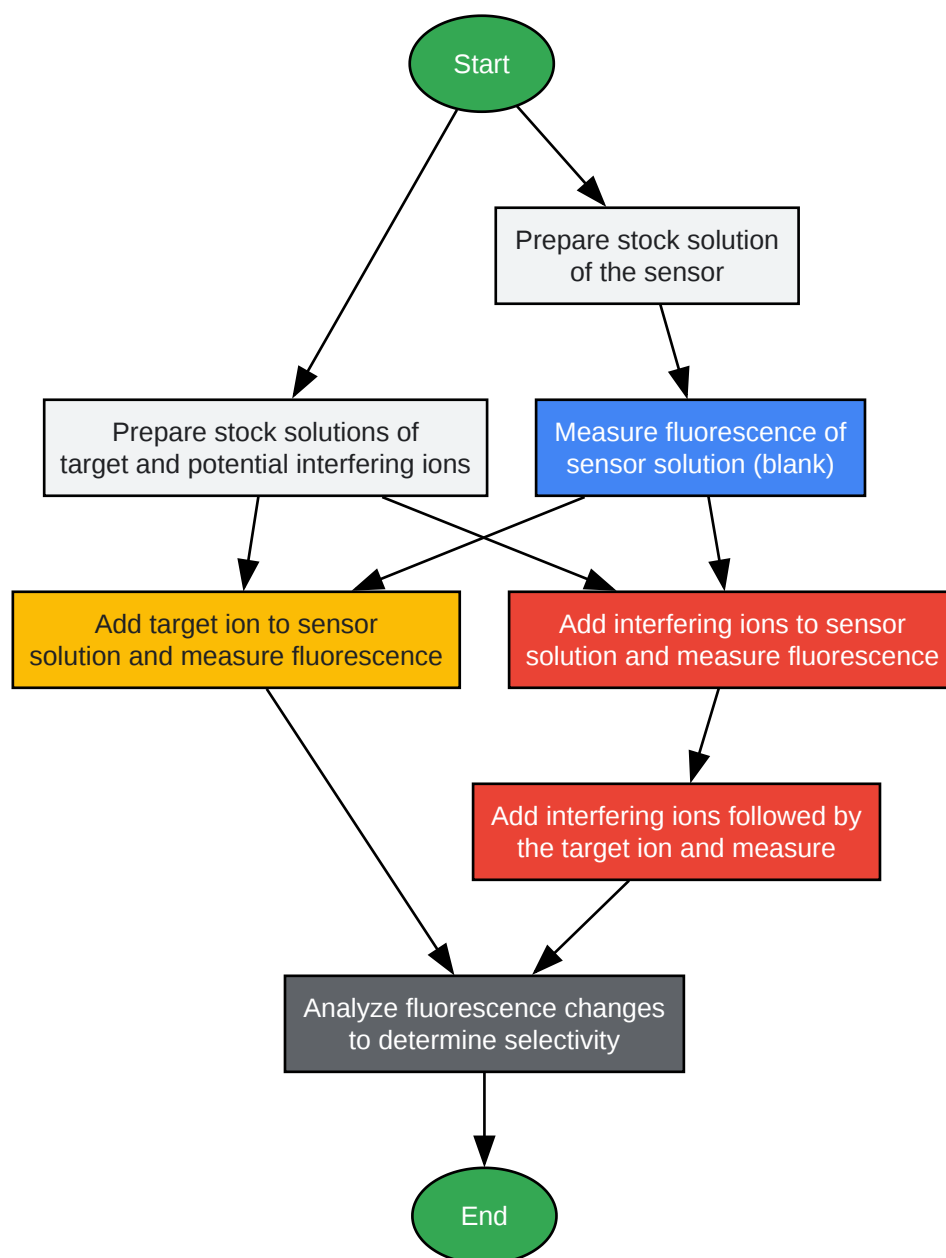 Start
Prepare stock solution
of the sensor
Prepare stock solutions of
target and potential interfering ions
Measure fluorescence of
sensor solution (blank)
Add target ion to sensor
solution and measure fluorescence
Add interfering ions to sensor
solution and measure fluorescence
Add interfering ions followed by
the target ion and measure
Analyze fluorescence changes
to determine selectivity
End